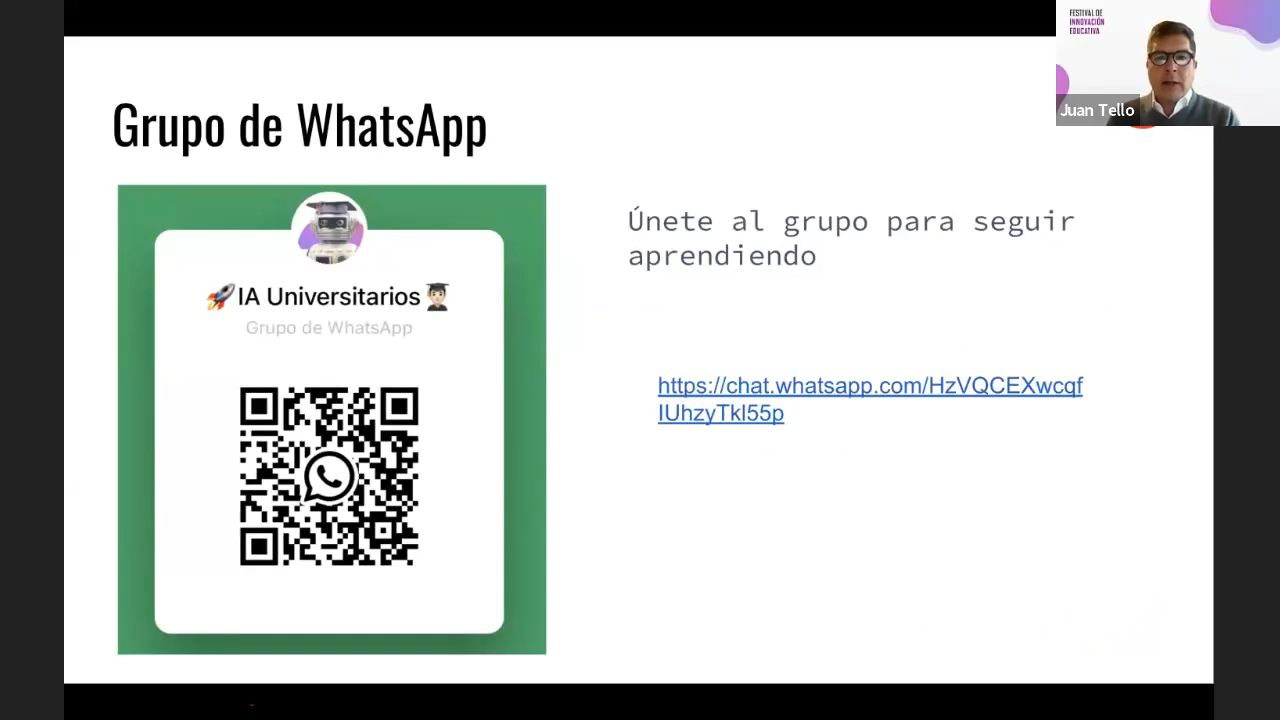 FESTIVAL DE
INNOVACIÓN
EDUCATIVA
Juan Tello
Grupo de WhatsApp
🚀IA Universitarios👨🏻‍🎓
Grupo de WhatsApp
Únete al grupo para seguir
aprendiendo
https://chat.whatsapp.com/HzVQCEXwcqf
IUhzyTkl55p